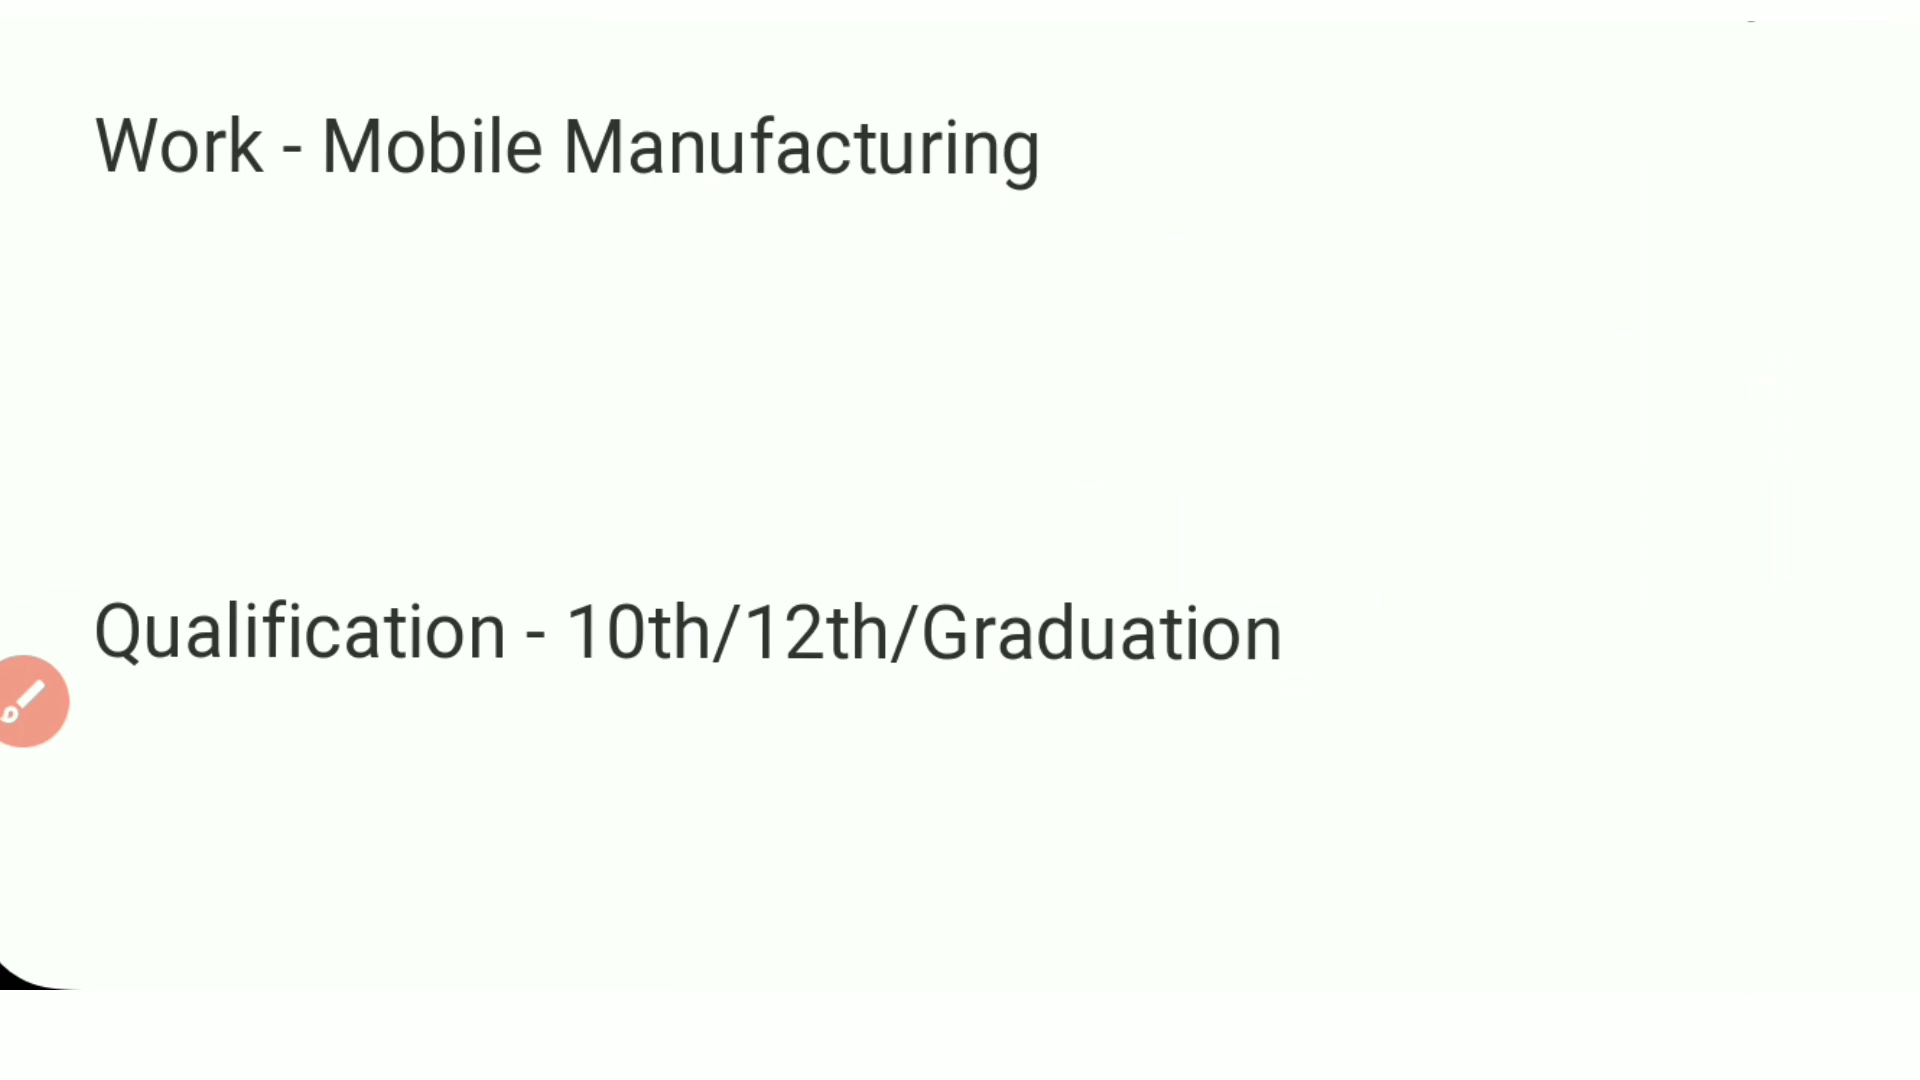 Work - Mobile Manufacturing
Qualification - 10th/12th/Graduation